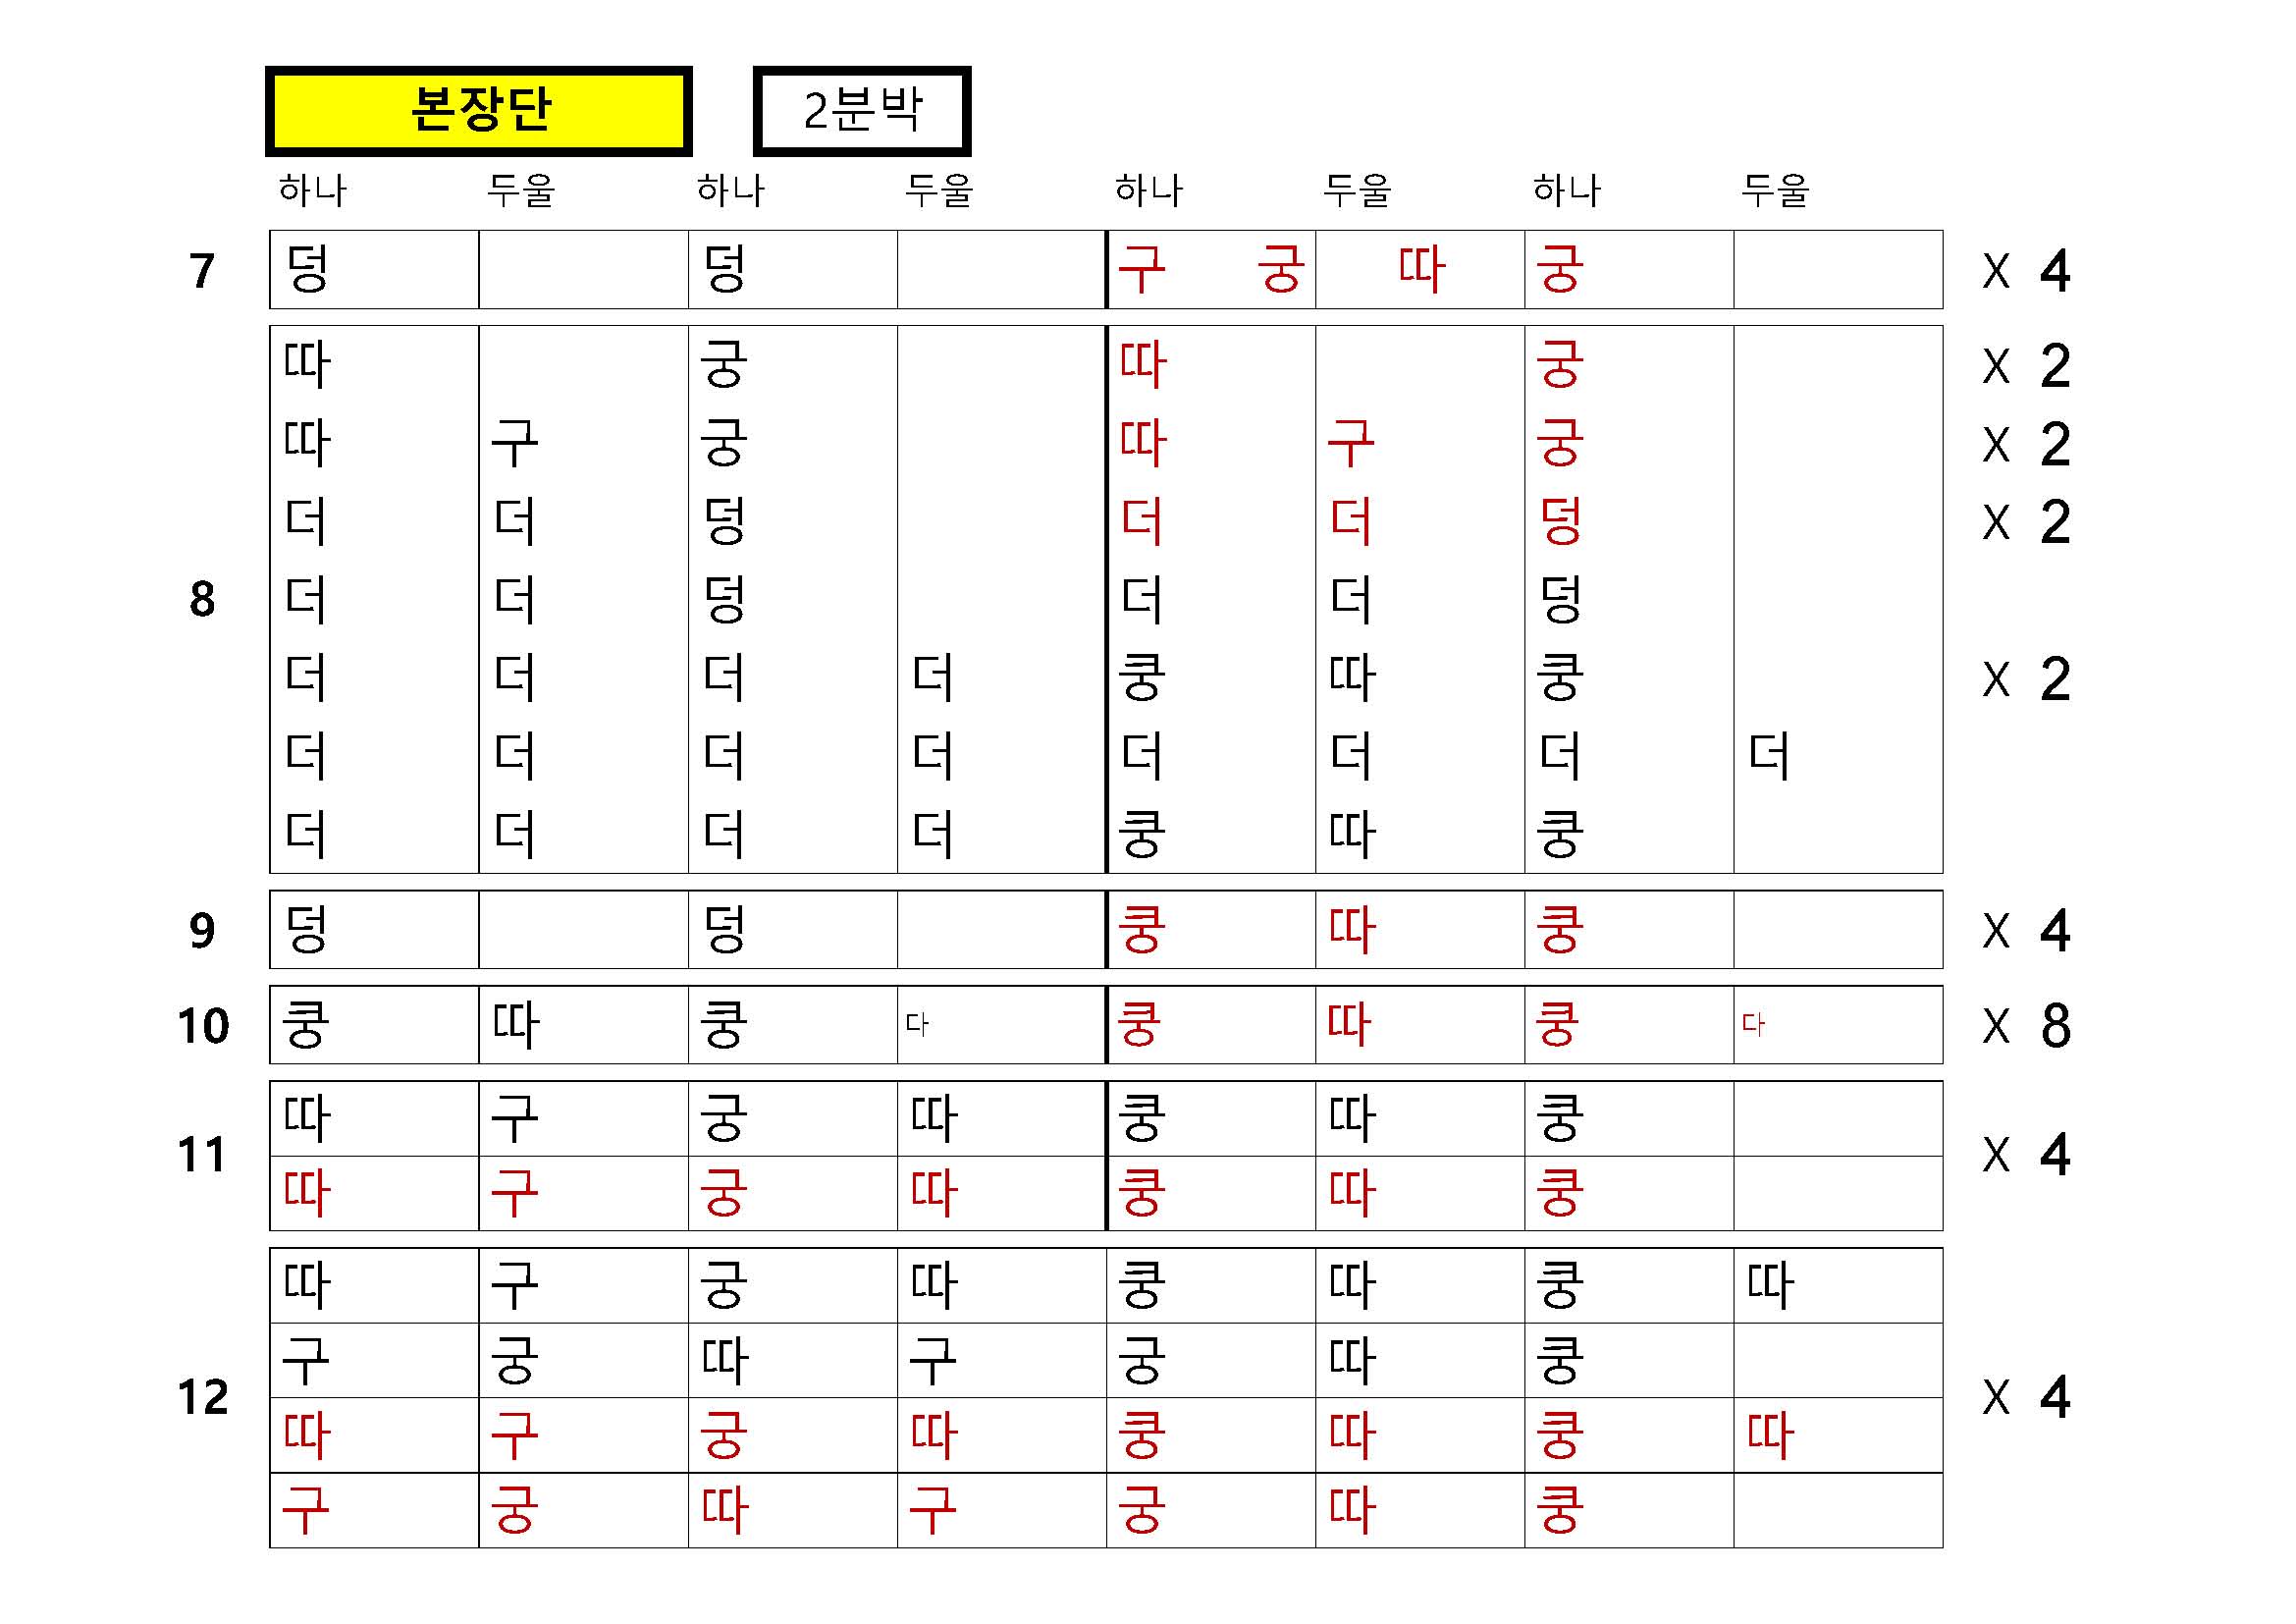 본장단 2분박
하나 두울 하나 두울 하나 두울 하나 두울
7 덩 덩 구 궁 따 궁 X 4
따 궁 따 궁 X 2
따 구 궁 따 구 궁 X 2
더 더 덩 더 더 덩 X 2
8 더 더 덩 더 더 덩
더 더 더 더 쿵 따 쿵 X 2
더 더 더 더 더 더 더 더
더 더 더 더 쿵 따 쿵
9 덩 덩 쿵 따 쿵 X 4
10 쿵 따 쿵 다 쿵 따 쿵 다 X 8
따 구 궁 따 쿵 따 쿵
11 X 4
따 구 궁 따 쿵 따 쿵
따 구 궁 따 쿵 따 쿵 따
구 궁 따 구 궁 따 쿵
12 X 4
따 구 궁 따 쿵 따 쿵 따
구 궁 따 구 궁 따 쿵